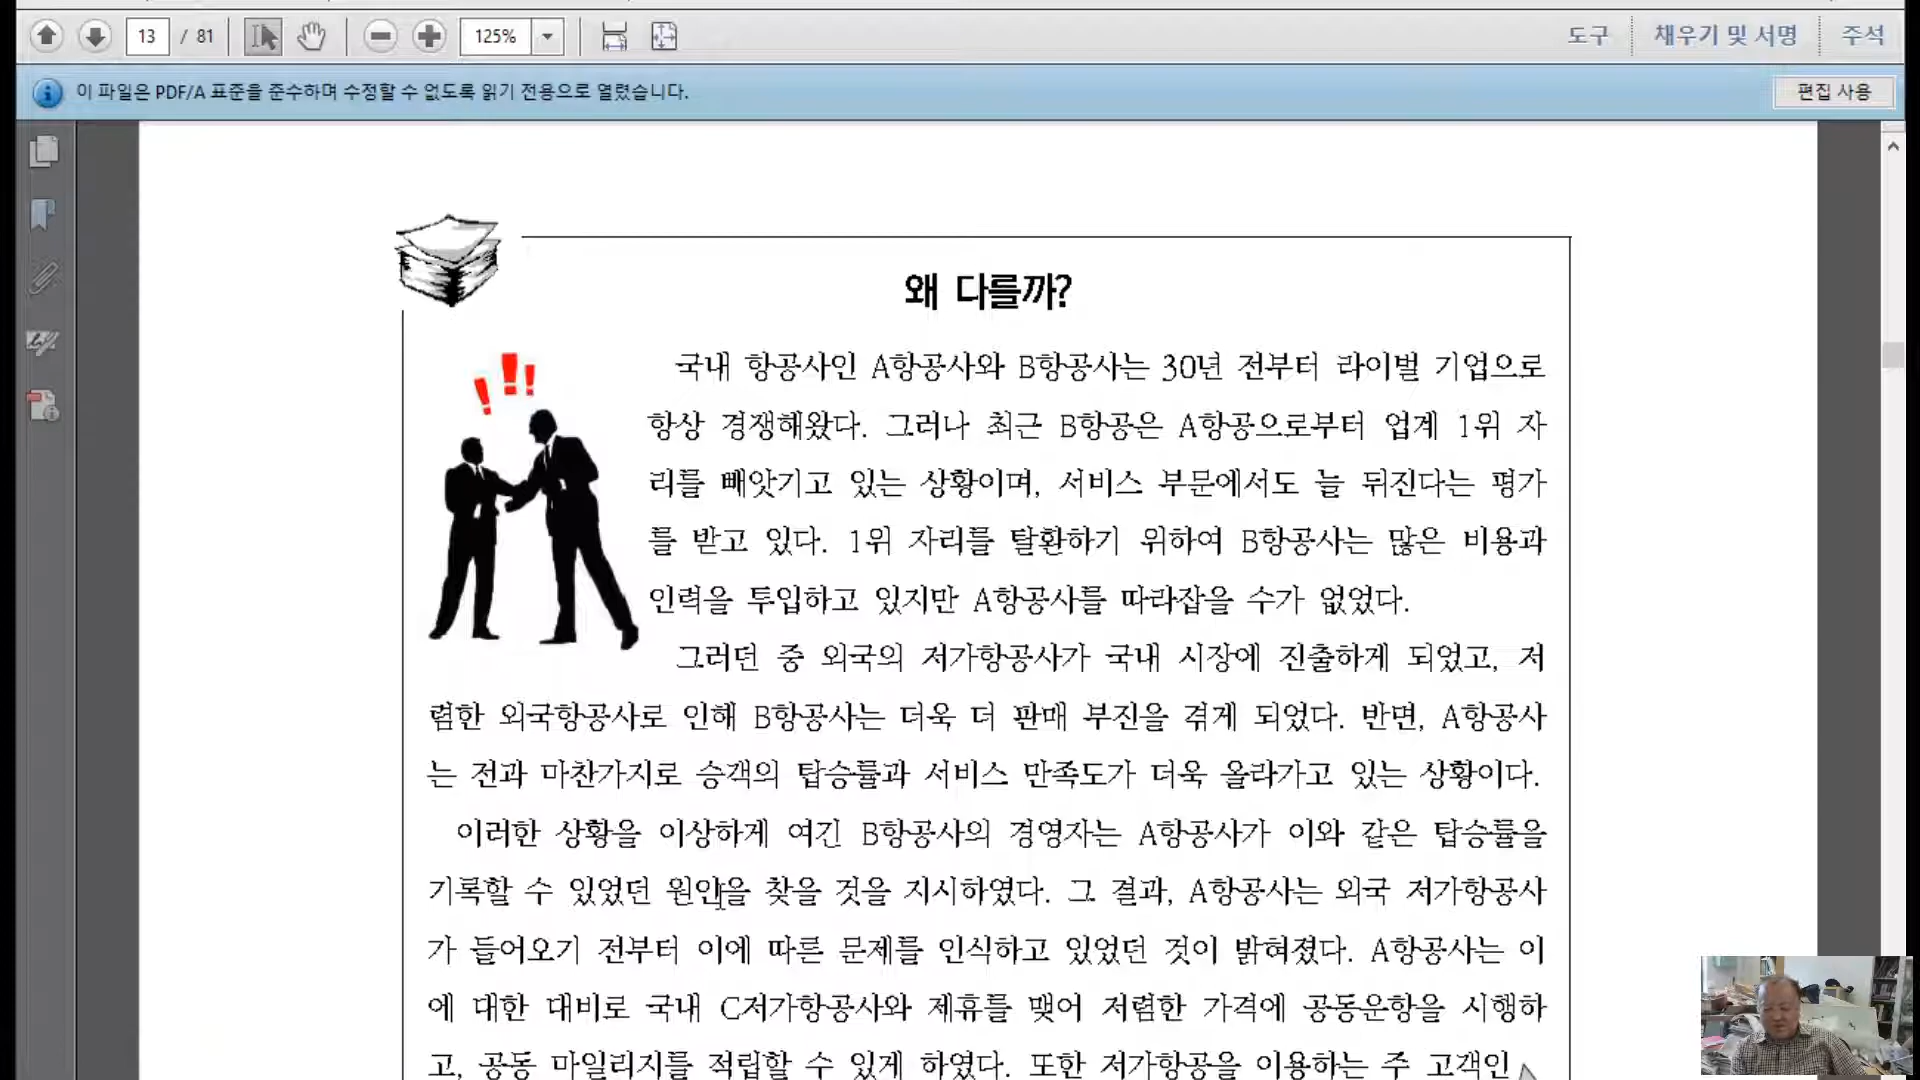 13 / 81
125%
도구
채우기 및 서명
주석
이 파일은 PDF/A 표준을 준수하며 수정할 수 없도록 읽기 전용으로 열렸습니다.
편집 사용
왜 다를까?
국내 항공사인 A항공사와 B항공사는 30년 전부터 라이벌 기업으로
항상 경쟁해왔다. 그러나 최근 B항공은 A항공으로부터 업계 1위 자
리를 빼앗기고 있는 상황이며, 서비스 부문에서도 늘 뒤진다는 평가
를 받고 있다. 1위 자리를 탈환하기 위하여 B항공사는 많은 비용과
인력을 투입하고 있지만 A항공사를 따라잡을 수가 없었다.
그러던 중 외국의 저가항공사가 국내 시장에 진출하게 되었고, 저
렴한 외국항공사로 인해 B항공사는 더욱 더 판매 부진을 겪게 되었다. 반면, A항공사
는 전과 마찬가지로 승객의 탑승률과 서비스 만족도가 더욱 올라가고 있는 상황이다.
이러한 상황을 이상하게 여긴 B항공사의 경영자는 A항공사가 이와 같은 탑승률을
기록할 수 있었던 원인을 찾을 것을 지시하였다. 그 결과, A항공사는 외국 저가항공사
가 들어오기 전부터 이에 따른 문제를 인식하고 있었던 것이 밝혀졌다. A항공사는 이
에 대한 대비로 국내 C저가항공사와 제휴를 맺어 저렴한 가격에 공동운항을 시행하
고, 공동 마일리지를 적립할 수 있게 하였다. 또한 저가항공을 이용하는 주 고객인